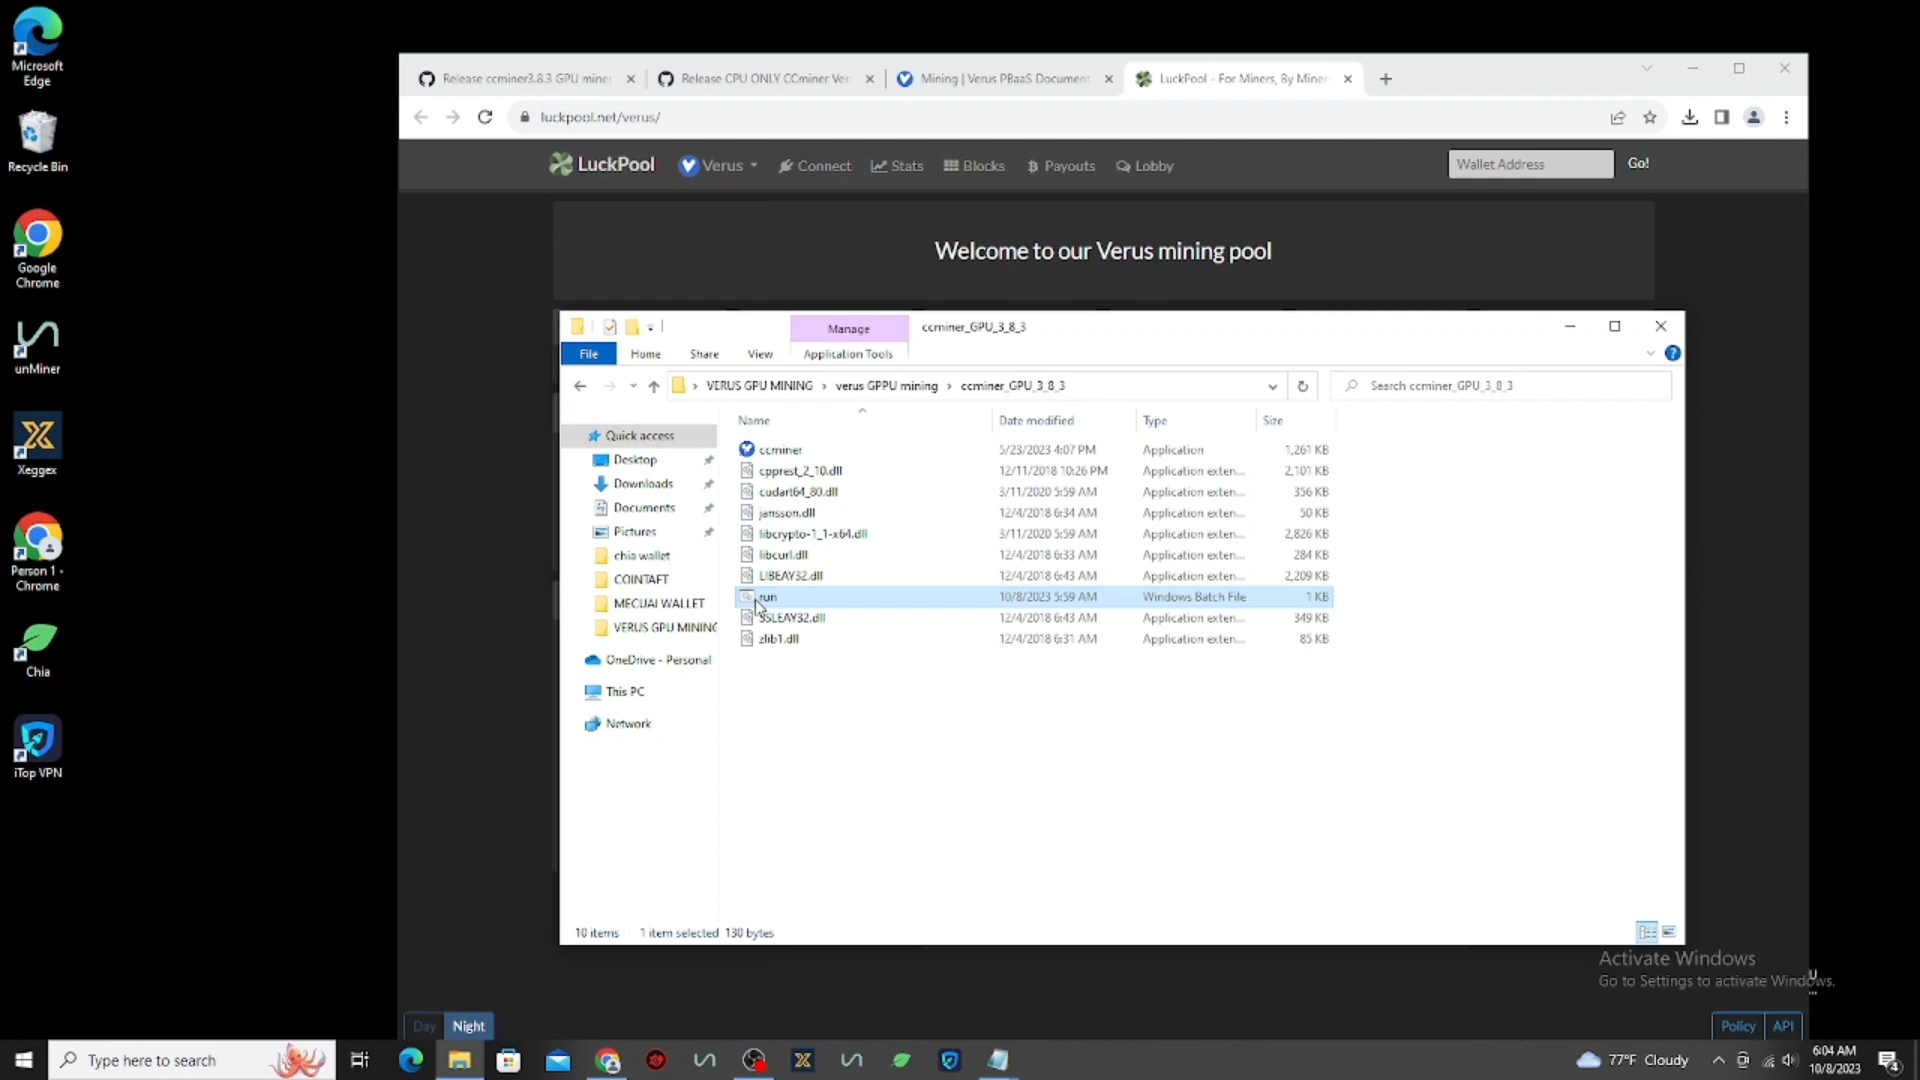 Microsoft
Edge
Recycle Bin
Google
Chrome
unMiner
Xeggex
Person 1 -
Chrome
Chia
iTop VPN
Release ccminer3.8.3 GPU miner
Release CPU ONLY CCminer Ver
Mining | Verus PBaaS Document
LuckPool - For Miners, By Miner
luckpool.net/verus/
LuckPool
Verus
Connect
Stats
Blocks
Payouts
Lobby
Wallet Address
Go!
Welcome to our Verus mining pool
Manage
ccminer_GPU_3_8_3
File
Home
Share
View
Application Tools
VERUS GPU MINING › verus GPPU mining › ccminer_GPU_3_8_3
Search ccminer_GPU_3_8_3
Quick access
Desktop
Downloads
Documents
Pictures
chia wallet
COINTAFT
MECUAI WALLET
VERUS GPU MINING
OneDrive - Personal
This PC
Network
Name Date modified Type Size
ccminer 5/23/2023 4:07 PM Application 1,261 KB
cpprest_2_10.dll 12/11/2018 10:26 PM Application exten... 2,101 KB
cudart64_80.dll 3/11/2020 5:59 AM Application exten... 356 KB
jansson.dll 12/4/2018 6:34 AM Application exten... 50 KB
libcrypto-1_1-x64.dll 3/11/2020 5:59 AM Application exten... 2,826 KB
libcurl.dll 12/4/2018 6:33 AM Application exten... 284 KB
LIBEAY32.dll 12/4/2018 6:43 AM Application exten... 2,209 KB
run 10/8/2023 5:59 AM Windows Batch File 1 KB
SSLEAY32.dll 12/4/2018 6:43 AM Application exten... 349 KB
zlib1.dll 12/4/2018 6:31 AM Application exten... 85 KB
10 items 1 item selected 130 bytes
Activate Windows
Go to Settings to activate Windows.
Day
Night
Policy
API
Type here to search
77°F Cloudy
6:04 AM
10/8/2023
4